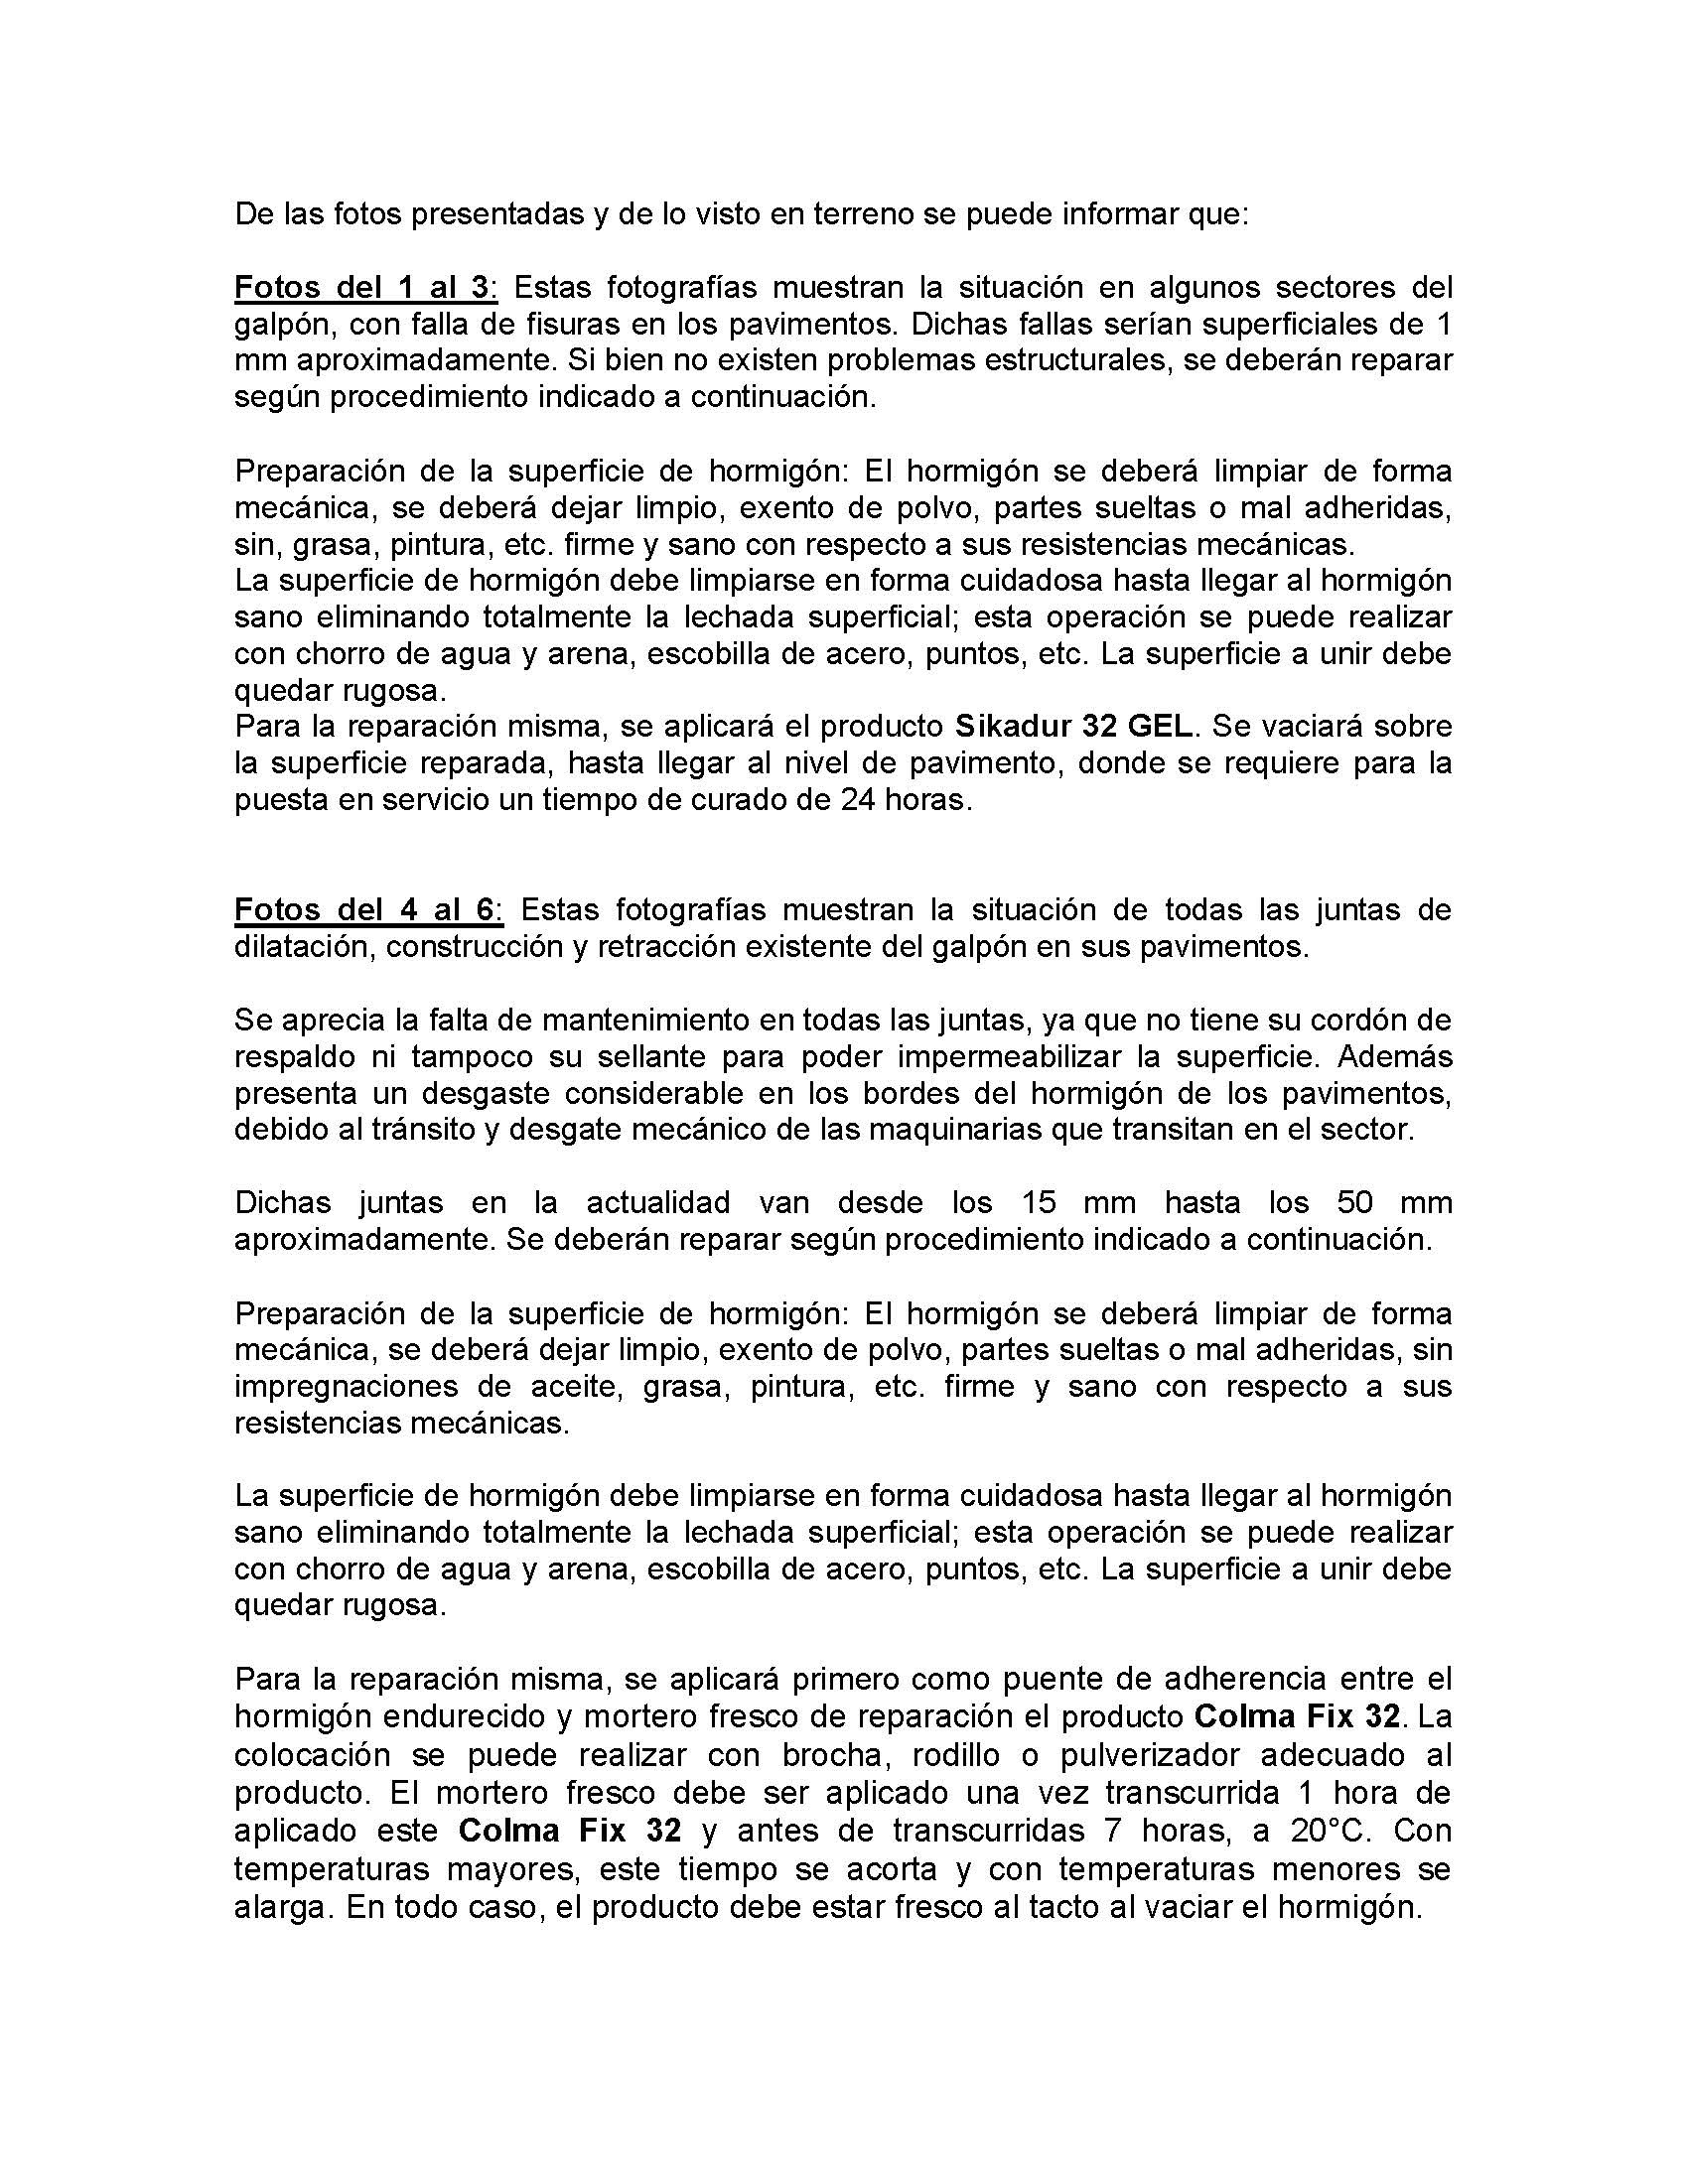 De las fotos presentadas y de lo visto en terreno se puede informar que:
Fotos del 1 al 3: Estas fotografías muestran la situación en algunos sectores del
galpón, con falla de fisuras en los pavimentos. Dichas fallas serían superficiales de 1
mm aproximadamente. Si bien no existen problemas estructurales, se deberán reparar
según procedimiento indicado a continuación.
Preparación de la superficie de hormigón: El hormigón se deberá limpiar de forma
mecánica, se deberá dejar limpio, exento de polvo, partes sueltas o mal adheridas,
sin, grasa, pintura, etc. firme y sano con respecto a sus resistencias mecánicas.
La superficie de hormigón debe limpiarse en forma cuidadosa hasta llegar al hormigón
sano eliminando totalmente la lechada superficial; esta operación se puede realizar
con chorro de agua y arena, escobilla de acero, puntos, etc. La superficie a unir debe
quedar rugosa.
Para la reparación misma, se aplicará el producto Sikadur 32 GEL. Se vaciará sobre
la superficie reparada, hasta llegar al nivel de pavimento, donde se requiere para la
puesta en servicio un tiempo de curado de 24 horas.
Fotos del 4 al 6: Estas fotografías muestran la situación de todas las juntas de
dilatación, construcción y retracción existente del galpón en sus pavimentos.
Se aprecia la falta de mantenimiento en todas las juntas, ya que no tiene su cordón de
respaldo ni tampoco su sellante para poder impermeabilizar la superficie. Además
presenta un desgaste considerable en los bordes del hormigón de los pavimentos,
debido al tránsito y desgate mecánico de las maquinarias que transitan en el sector.
Dichas juntas en la actualidad van desde los 15 mm hasta los 50 mm
aproximadamente. Se deberán reparar según procedimiento indicado a continuación.
Preparación de la superficie de hormigón: El hormigón se deberá limpiar de forma
mecánica, se deberá dejar limpio, exento de polvo, partes sueltas o mal adheridas, sin
impregnaciones de aceite, grasa, pintura, etc. firme y sano con respecto a sus
resistencias mecánicas.
La superficie de hormigón debe limpiarse en forma cuidadosa hasta llegar al hormigón
sano eliminando totalmente la lechada superficial; esta operación se puede realizar
con chorro de agua y arena, escobilla de acero, puntos, etc. La superficie a unir debe
quedar rugosa.
Para la reparación misma, se aplicará primero como puente de adherencia entre el
hormigón endurecido y mortero fresco de reparación el producto Colma Fix 32. La
colocación se puede realizar con brocha, rodillo o pulverizador adecuado al
producto. El mortero fresco debe ser aplicado una vez transcurrida 1 hora de
aplicado este Colma Fix 32 y antes de transcurridas 7 horas, a 20°C. Con
temperaturas mayores, este tiempo se acorta y con temperaturas menores se
alarga. En todo caso, el producto debe estar fresco al tacto al vaciar el hormigón.